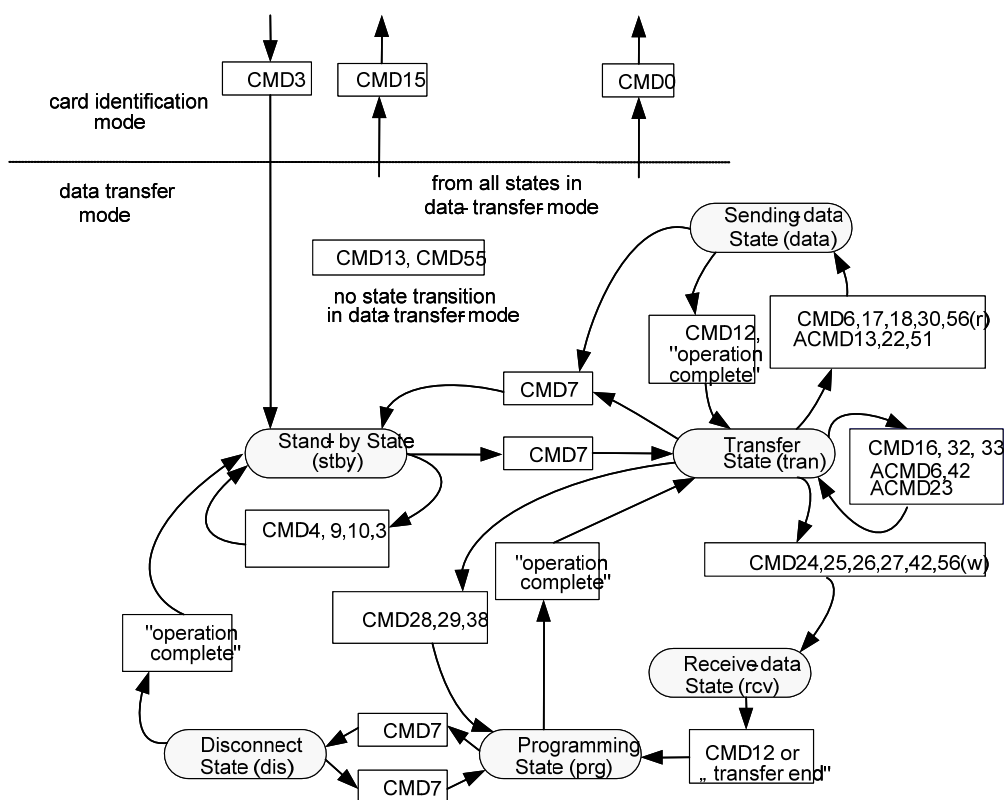 CMD3
CMD15
CMD0
card identification
mode
data transfer
mode
from all states in
data-transfer-mode
CMD13, CMD55
no state transition
in data-transfer-mode
Sending-data
State (data)
CMD12,
"operation
complete"
CMD6,17,18,30,56(r)
ACMD13,22,51
CMD7
Stand-by State
(stby)
CMD7
Transfer
State (tran)
CMD16, 32, 33
ACMD6,42
ACMD23
CMD4, 9,10,3
"operation
complete"
CMD24,25,26,27,42,56(w)
CMD28,29,38
"operation
complete"
Receive-data
State (rcv)
Disconnect
State (dis)
CMD7
CMD7
Programming
State (prg)
CMD12 or
„ transfer end"